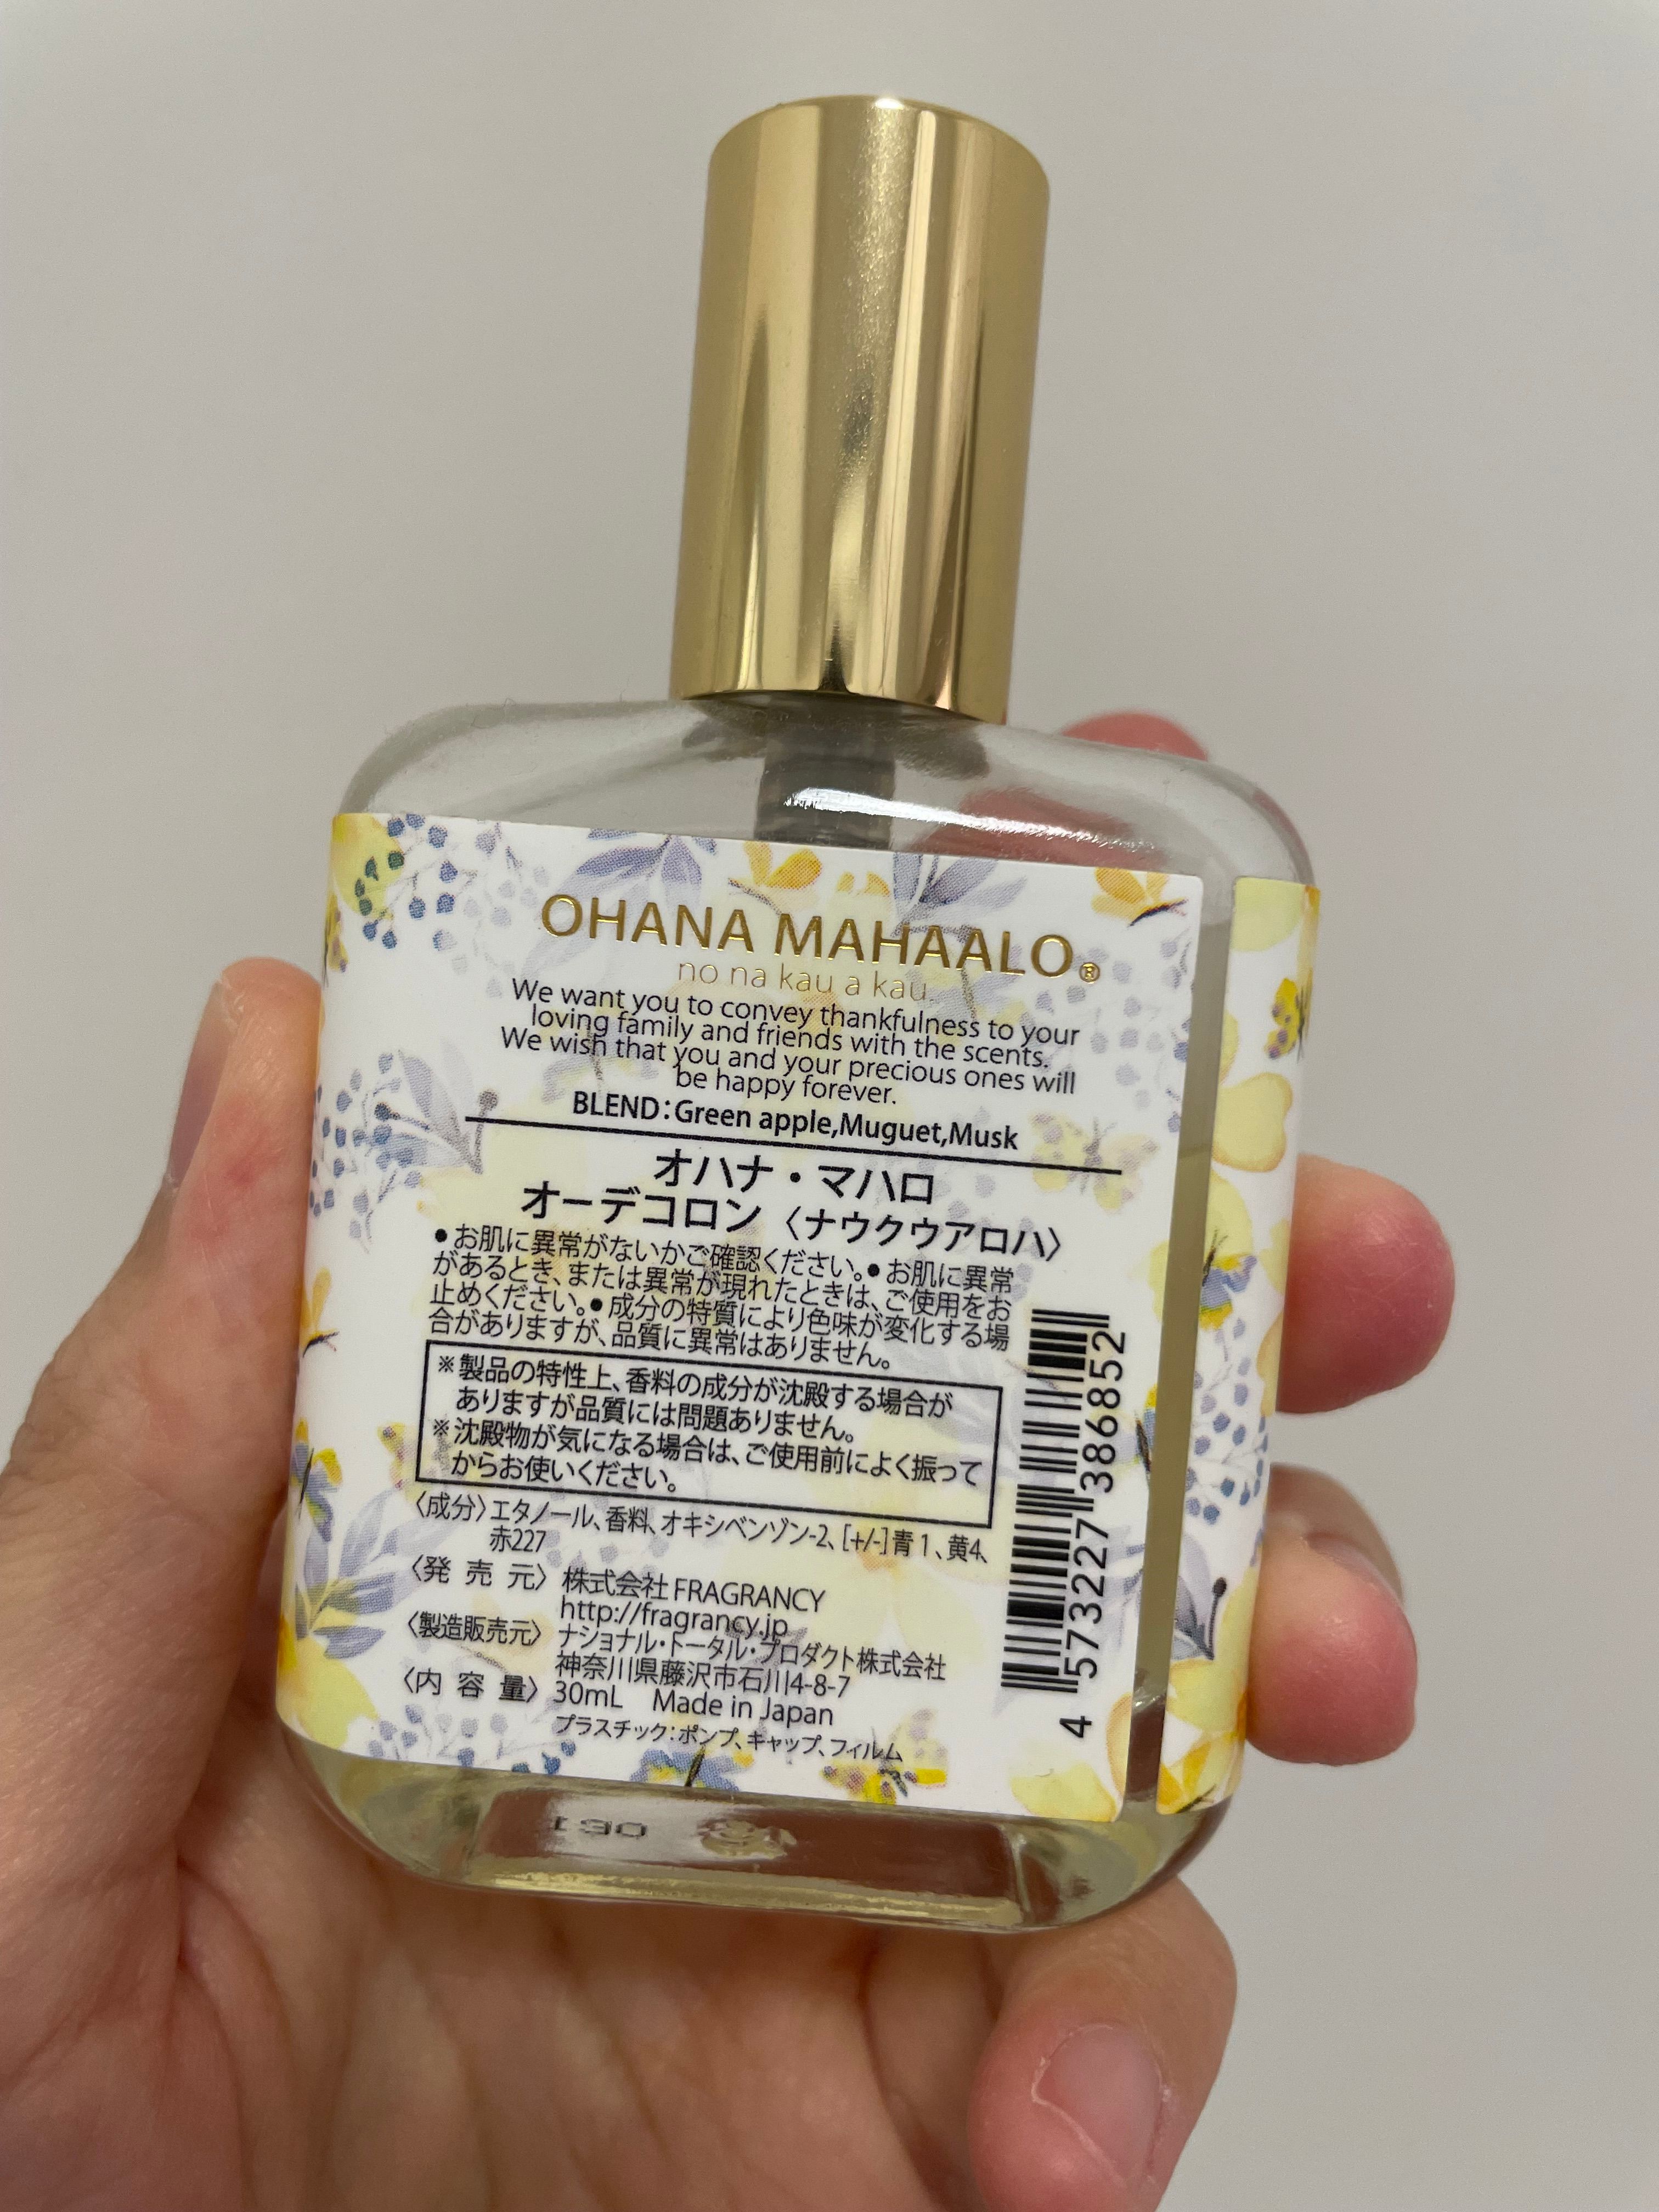 OHANA MAHAALO®
no na kau a kau.
We want you to convey thankfulness to your
loving family and friends with the scents.
We wish that you and your precious ones will
be happy forever.
BLEND:Green apple,Muguet,Musk
オハナ・マハロ
オーデコロン〈ナウクウアロハ〉
●お肌に異常がないかご確認ください。●お肌に異常
があるとき、または異常が現れたときは、ご使用をお
止めください。●成分の特質により色味が変化する場
合がありますが、品質に異常はありません。
※製品の特性上、香料の成分が沈殿する場合が
ありますが品質には問題ありません。
※沈殿物が気になる場合は、ご使用前によく振って
からお使いください。
〈成分〉エタノール、香料、オキシベンゾン-2、[+/-]青1、黄4、
赤227
〈発売元〉株式会社 FRAGRANCY
http://fragrancy.jp
〈製造販売元〉ナショナル・トータル・プロダクト株式会社
神奈川県藤沢市石川4-8-7
〈内容量〉30mL Made in Japan
プラスチック:ポンプ、キャップ、フィルム
4 573227 386852